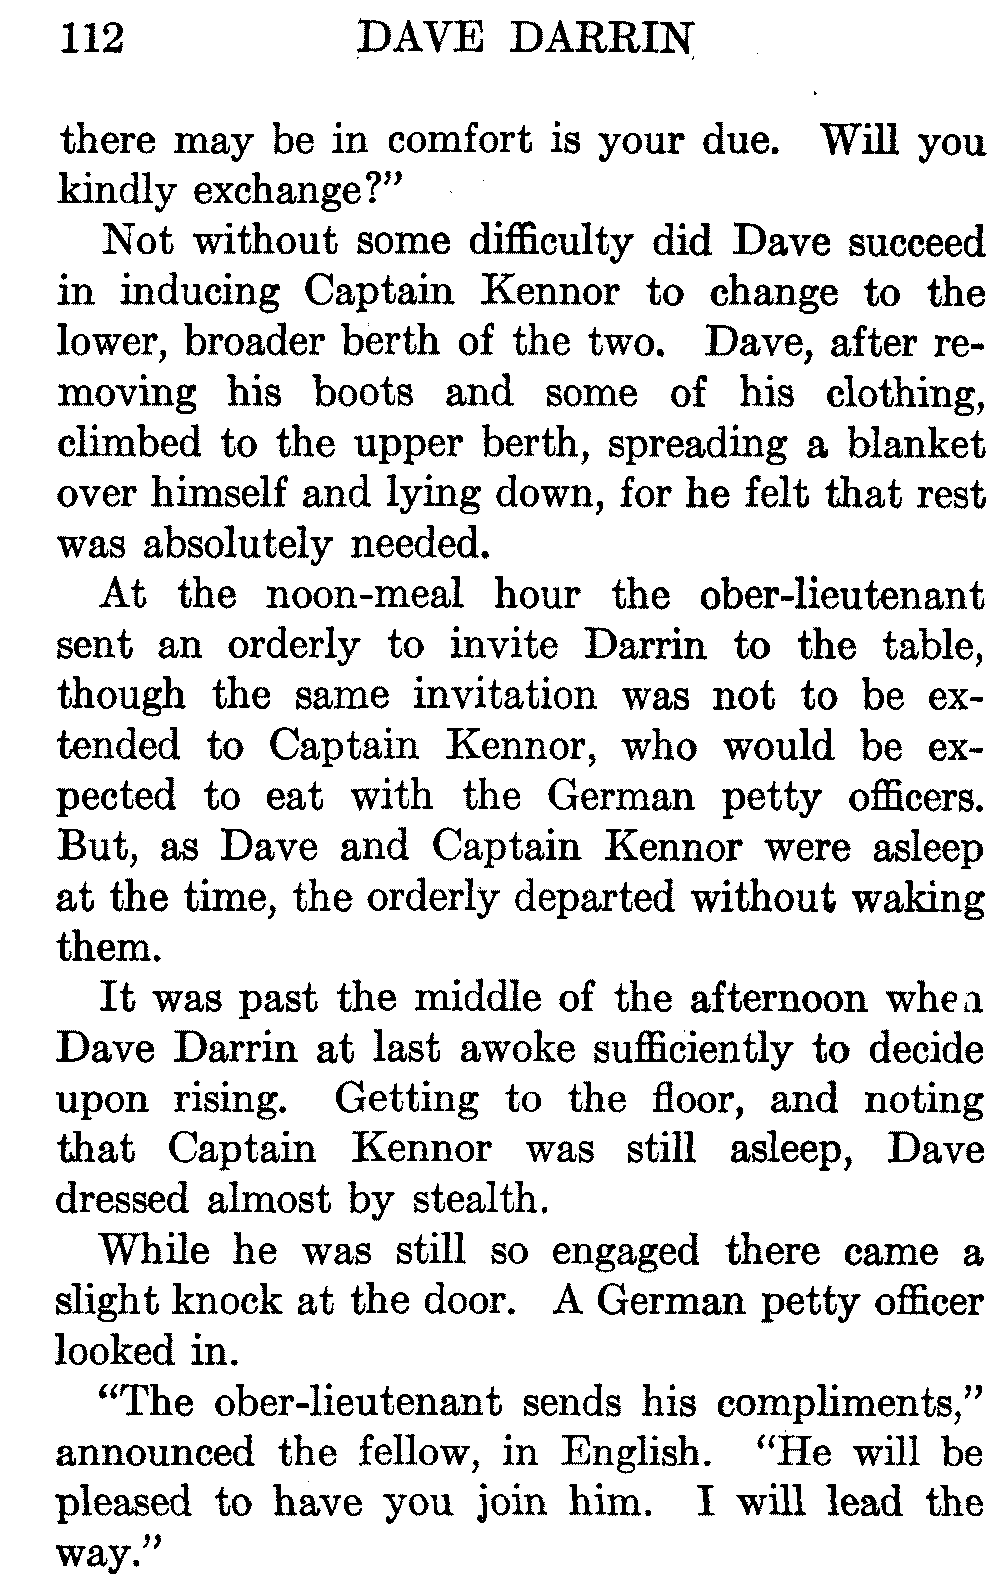 112 DAVE DARRIN
there may be in comfort is your due. Will you
kindly exchange?”
Not without some difficulty did Dave succeed
in inducing Captain Kennor to change to the
lower, broader berth of the two. Dave, after re-
moving his boots and some of his clothing,
climbed to the upper berth, spreading a blanket
over himself and lying down, for he felt that rest
was absolutely needed.
At the noon-meal hour the ober-lieutenant
sent an orderly to invite Darrin to the table,
though the same invitation was not to be ex-
tended to Captain Kennor, who would be ex-
pected to eat with the German petty officers.
But, as Dave and Captain Kennor were asleep
at the time, the orderly departed without waking
them.
It was past the middle of the afternoon when
Dave Darrin at last awoke sufficiently to decide
upon rising. Getting to the floor, and noting
that Captain Kennor was still asleep, Dave
dressed almost by stealth.
While he was still so engaged there came a
slight knock at the door. A German petty officer
looked in.
“The ober-lieutenant sends his compliments,”
announced the fellow, in English. “He will be
pleased to have you join him. I will lead the
way.”